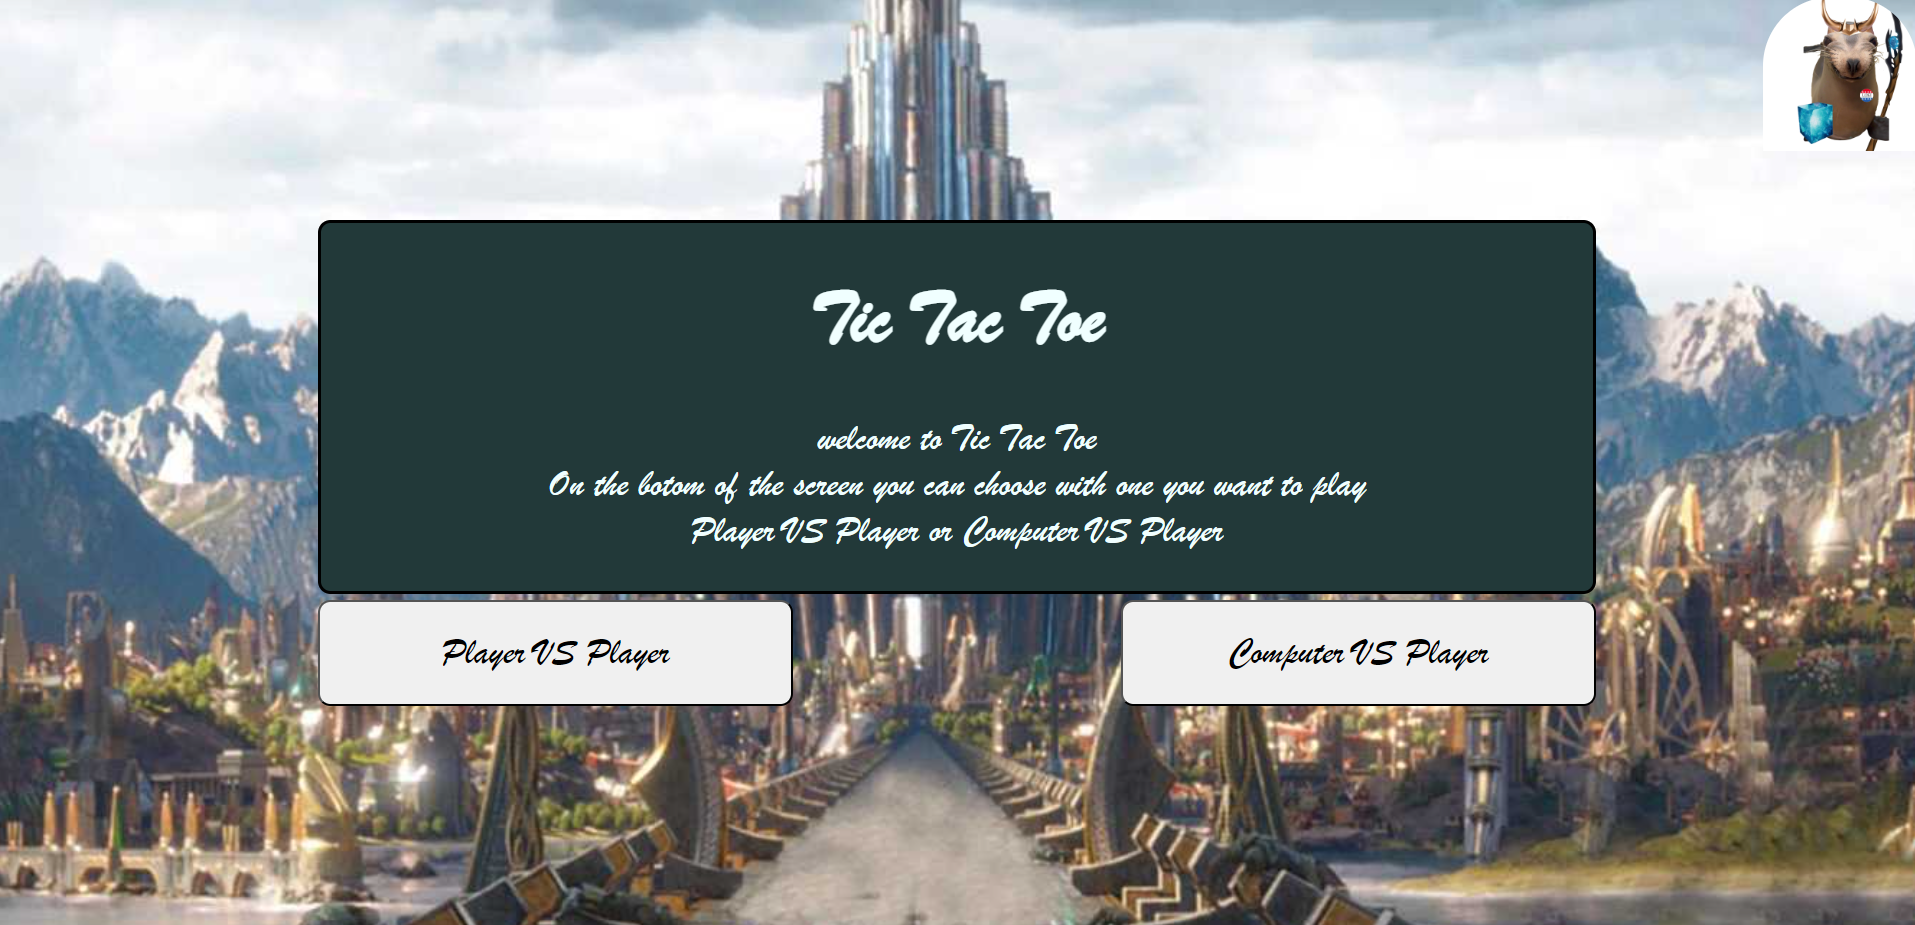 Tic Tac Toe
welcome to Tic Tac Toe
On the botom of the screen you can choose with one you want to play
Player VS Player or Computer VS Player
Player VS Player
Computer VS Player